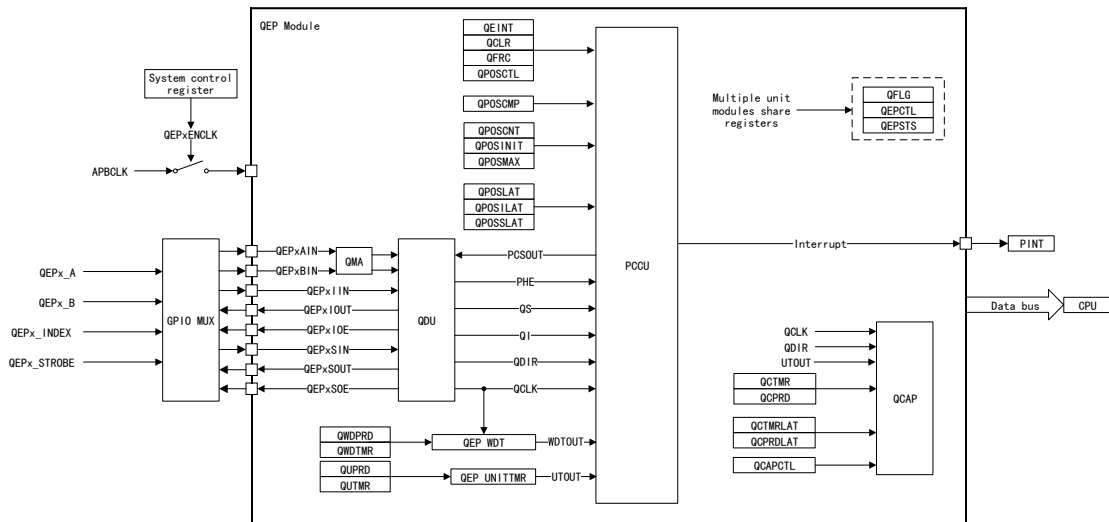 QEP Module
QEINT
QCLR
QFRC
QPOSCTL
System control
register
QEPxENCLK
APBCLK
QPOSCMP
QPOSCNT
QPOSINIT
QPOSMAX
QPOSLAT
QPOSILAT
QPOSSLAT
Multiple unit
modules share
registers
QFLG
QEPCTL
QEPSTS
QEPx_A
QEPx_B
QEPx_INDEX
QEPx_STROBE
GPIO MUX
QEPxAIN
QEPxBIN
QEPxIIN
QEPxIOUT
QEPxIOE
QEPxSIN
QEPxSOUT
QEPxSOE
QMA
QDU
PCSOUT
PHE
QS
QI
QDIR
QCLK
PCCU
Interrupt
PINT
Data bus
CPU
QCLK
QDIR
UTOUT
QCTMR
QCPRD
QCTMRLAT
QCPRDLAT
QCAPCTL
QCAP
QWDPRD
QWDTMR
QEP WDT
WDTOUT
QUPRD
QUTMR
QEP UNITTMR
UTOUT